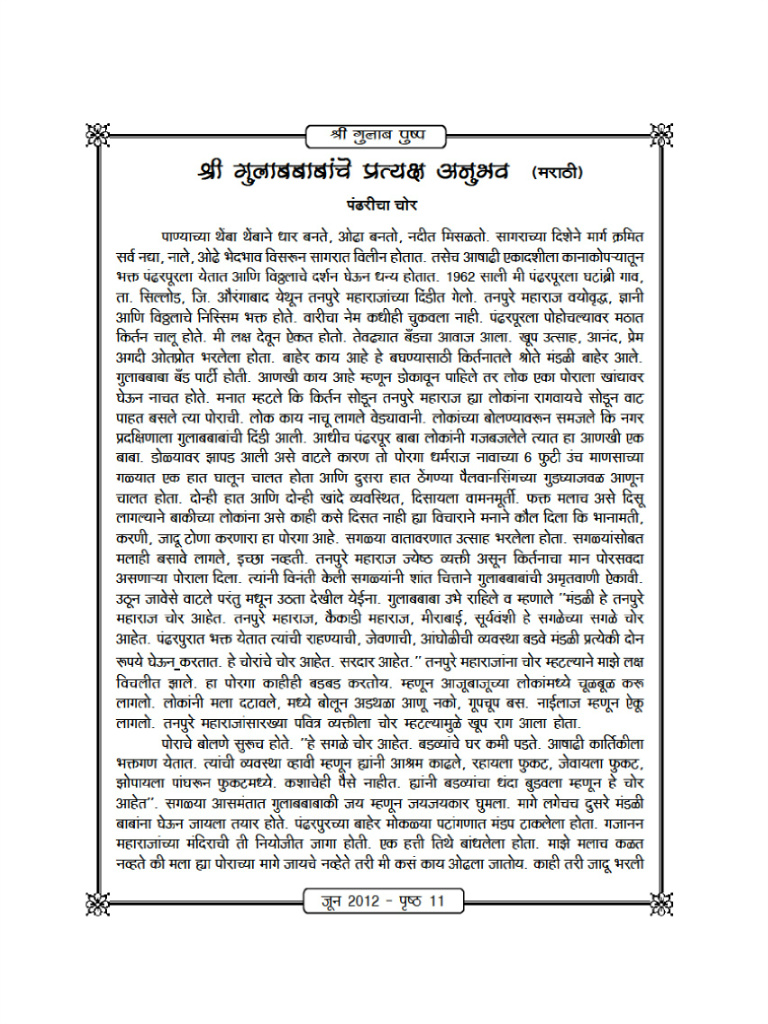 श्री गुलाब पुष्प
श्री गुलाबबाबांचे प्रत्यक्ष अनुभव (मराठी)
पंढरीचा चोर
पाण्याच्या थेंबा थेंबाने धार बनते, ओढा बनतो, नदीत मिसळतो. सागराच्या दिशेने मार्ग क्रमित
सर्व नद्या, नाले, ओढे भेदभाव विसरून सागरात विलीन होतात. तसेच आषाढी एकादशीला कानाकोपऱ्यातून
भक्त पंढरपूरला येतात आणि विठ्ठलाचे दर्शन घेऊन धन्य होतात. 1962 साली मी पंढरपूरला घटांब्री गाव,
ता. सिल्लोड, जि. औरंगाबाद येथून तनपुरे महाराजांच्या दिंडीत गेलो. तनपुरे महाराज वयोवृद्ध, ज्ञानी
आणि विठ्ठलाचे निस्सिम भक्त होते. वारीचा नेम कधीही चुकवला नाही. पंढरपूरला पोहोचल्यावर मठात
किर्तन चालू होते. मी लक्ष देवून ऐकत होतो. तेवढ्यात बँडचा आवाज आला. खूप उत्साह, आनंद, प्रेम
अगदी ओतप्रोत भरलेला होता. बाहेर काय आहे हे बघण्यासाठी किर्तनातले श्रोते मंडळी बाहेर आले.
गुलाबबाबा बँड पार्टी होती. आणखी काय आहे म्हणून डोकावून पाहिले तर लोक एका पोराला खांद्यावर
घेऊन नाचत होते. मनात म्हटले कि किर्तन सोडून तनपुरे महाराज ह्या लोकांना रागवायचे सोडून वाट
पाहत बसले त्या पोराची. लोक काय नाचू लागले वेड्यावानी. लोकांच्या बोलण्यावरून समजले कि नगर
प्रदक्षिणाला गुलाबबाबांची दिंडी आली. आधीच पंढरपूर बाबा लोकांनी गजबजलेले त्यात हा आणखी एक
बाबा. डोळ्यावर झापड आली असे वाटले कारण तो पोरगा धर्मराज नावाच्या 6 फुटी उंच माणसाच्या
गळ्यात एक हात घालून चालत होता आणि दुसरा हात ठेंगण्या पैलवानसिंगच्या गुडघ्याजवळ आणून
चालत होता. दोन्ही हात आणि दोन्ही खांदे व्यवस्थित, दिसायला वामनमूर्ती. फक्त मलाच असे दिसू
लागल्याने बाकीच्या लोकांना असे काही कसे दिसत नाही ह्या विचाराने मनाने कौल दिला कि भानामती,
करणी, जादू टोणा करणारा हा पोरगा आहे. सगळ्या वातावरणात उत्साह भरलेला होता. सगळ्यांसोबत
मलाही बसावे लागले, इच्छा नव्हती. तनपुरे महाराज ज्येष्ठ व्यक्ती असून किर्तनाचा मान पोरसवदा
असणाऱ्या पोराला दिला. त्यांनी विनंती केली सगळ्यांनी शांत चित्ताने गुलाबबाबांची अमृतवाणी ऐकावी.
उठून जावेसे वाटले परंतु मधून उठता देखील येईना. गुलाबबाबा उभे राहिले व म्हणाले "मंडळी हे तनपुरे
महाराज चोर आहेत. तनपुरे महाराज, कैकाडी महाराज, मीराबाई, सूर्यवंशी हे सगळेच्या सगळे चोर
आहेत. पंढरपुरात भक्त येतात त्यांची राहण्याची, जेवणाची, आंघोळीची व्यवस्था बडवे मंडळी प्रत्येकी दोन
रूपये घेऊन करतात. हे चोरांचे चोर आहेत. सरदार आहेत." तनपुरे महाराजांना चोर म्हटल्याने माझे लक्ष
विचलीत झाले. हा पोरगा काहीही बडबड करतोय. म्हणून आजूबाजूच्या लोकांमध्ये चूळबूळ करू
लागलो. लोकांनी मला दटावले, मध्ये बोलून अडथळा आणू नको, गूपचूप बस. नाईलाज म्हणून ऐकू
लागलो. तनपुरे महाराजांसारख्या पवित्र व्यक्तीला चोर म्हटल्यामुळे खूप राग आला होता.
पोराचे बोलणे सुरूच होते. "हे सगळे चोर आहेत. बडव्यांचे घर कमी पडते. आषाढी कार्तिकीला
भक्तगण येतात. त्यांची व्यवस्था व्हावी म्हणून ह्यांनी आश्रम काढले, रहायला फुकट, जेवायला फुकट,
झोपायला पांघरून फुकटमध्ये. कशाचेही पैसे नाहीत. ह्यांनी बडव्यांचा धंदा बुडवला म्हणून हे चोर
आहेत". सगळ्या आसमंतात गुलाबबाबाकी जय म्हणून जयजयकार घुमला. मागे लगेचच दुसरे मंडळी
बाबांना घेऊन जायला तयार होते. पंढरपुरच्या बाहेर मोकळ्या पटांगणात मंडप टाकलेला होता. गजानन
महाराजांच्या मंदिराची ती नियोजीत जागा होती. एक हत्ती तिथे बांधलेला होता. माझे मलाच कळत
नव्हते की मला ह्या पोराच्या मागे जायचे नव्हेते तरी मी कसं काय ओढला जातोय. काही तरी जादू भरली
जून 2012 - पृष्ठ 11